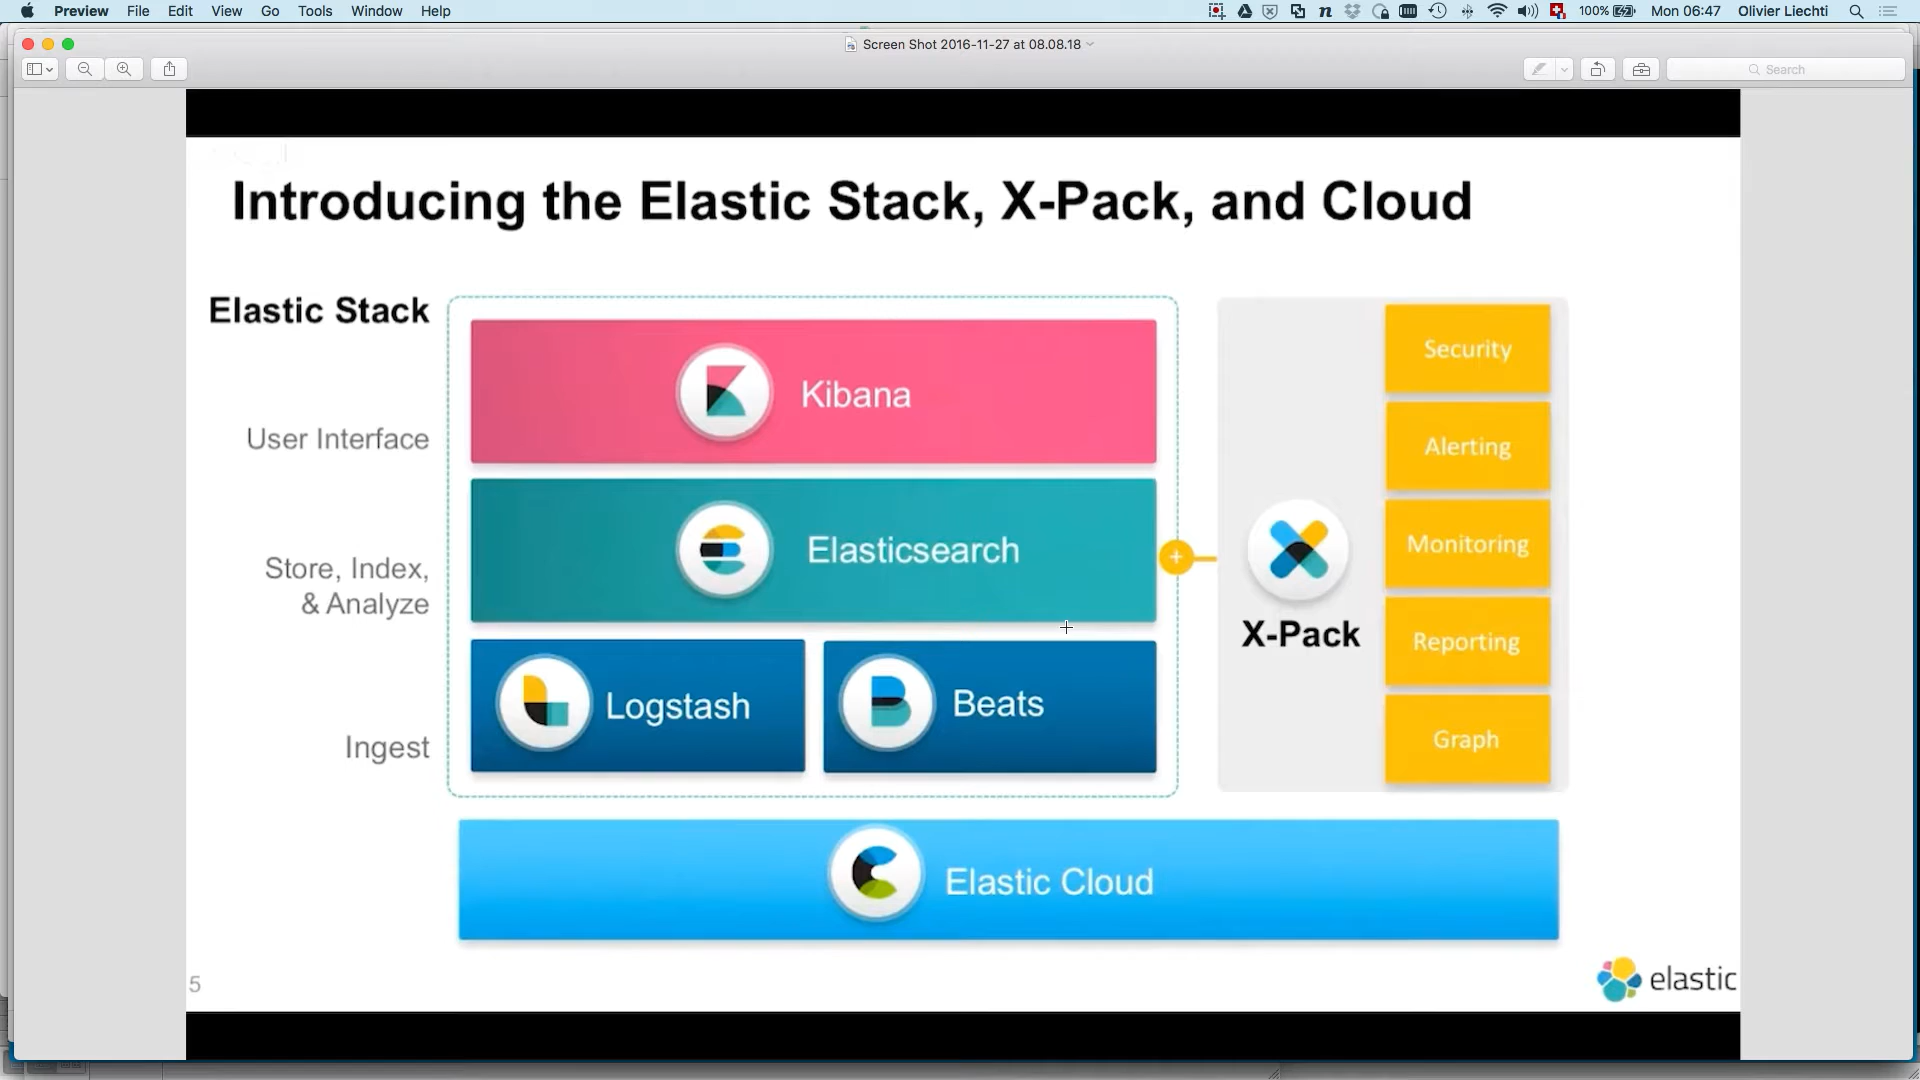 Preview File Edit View Go Tools Window Help 100% Mon 06:47 Olivier Liechti
Screen Shot 2016-11-27 at 08.08.18
Search
Introducing the Elastic Stack, X-Pack, and Cloud
Elastic Stack
User Interface
Store, Index,
& Analyze
Ingest
Kibana
Elasticsearch
Logstash
Beats
X-Pack
Security
Alerting
Monitoring
Reporting
Graph
Elastic Cloud
5
elastic